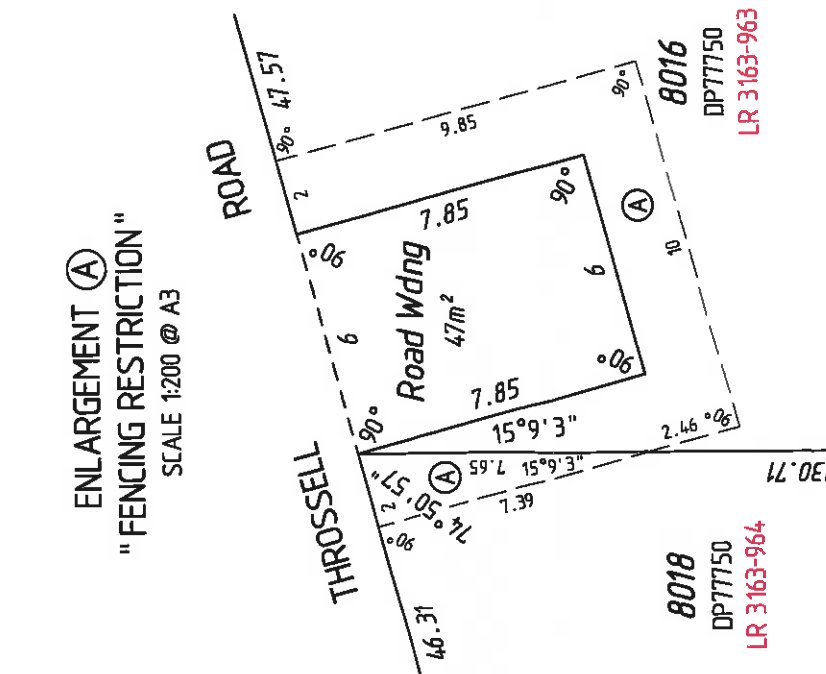 ENLARGEMENT A
"FENCING RESTRICTION"
SCALE 1:200 @ A3
THROSSELL
ROAD
46.31
90°
2
74°50'57"
90°
6
90°
2
90°
47.57
A
7.65
15°9'3"
7.39
15°9'3"
7.85
Road Wdng
47m²
7.85
9.85
90°
6
90°
A
2.46
90°
10
90°
8018
DP77750
LR 3163-964
8016
DP77750
LR 3163-963